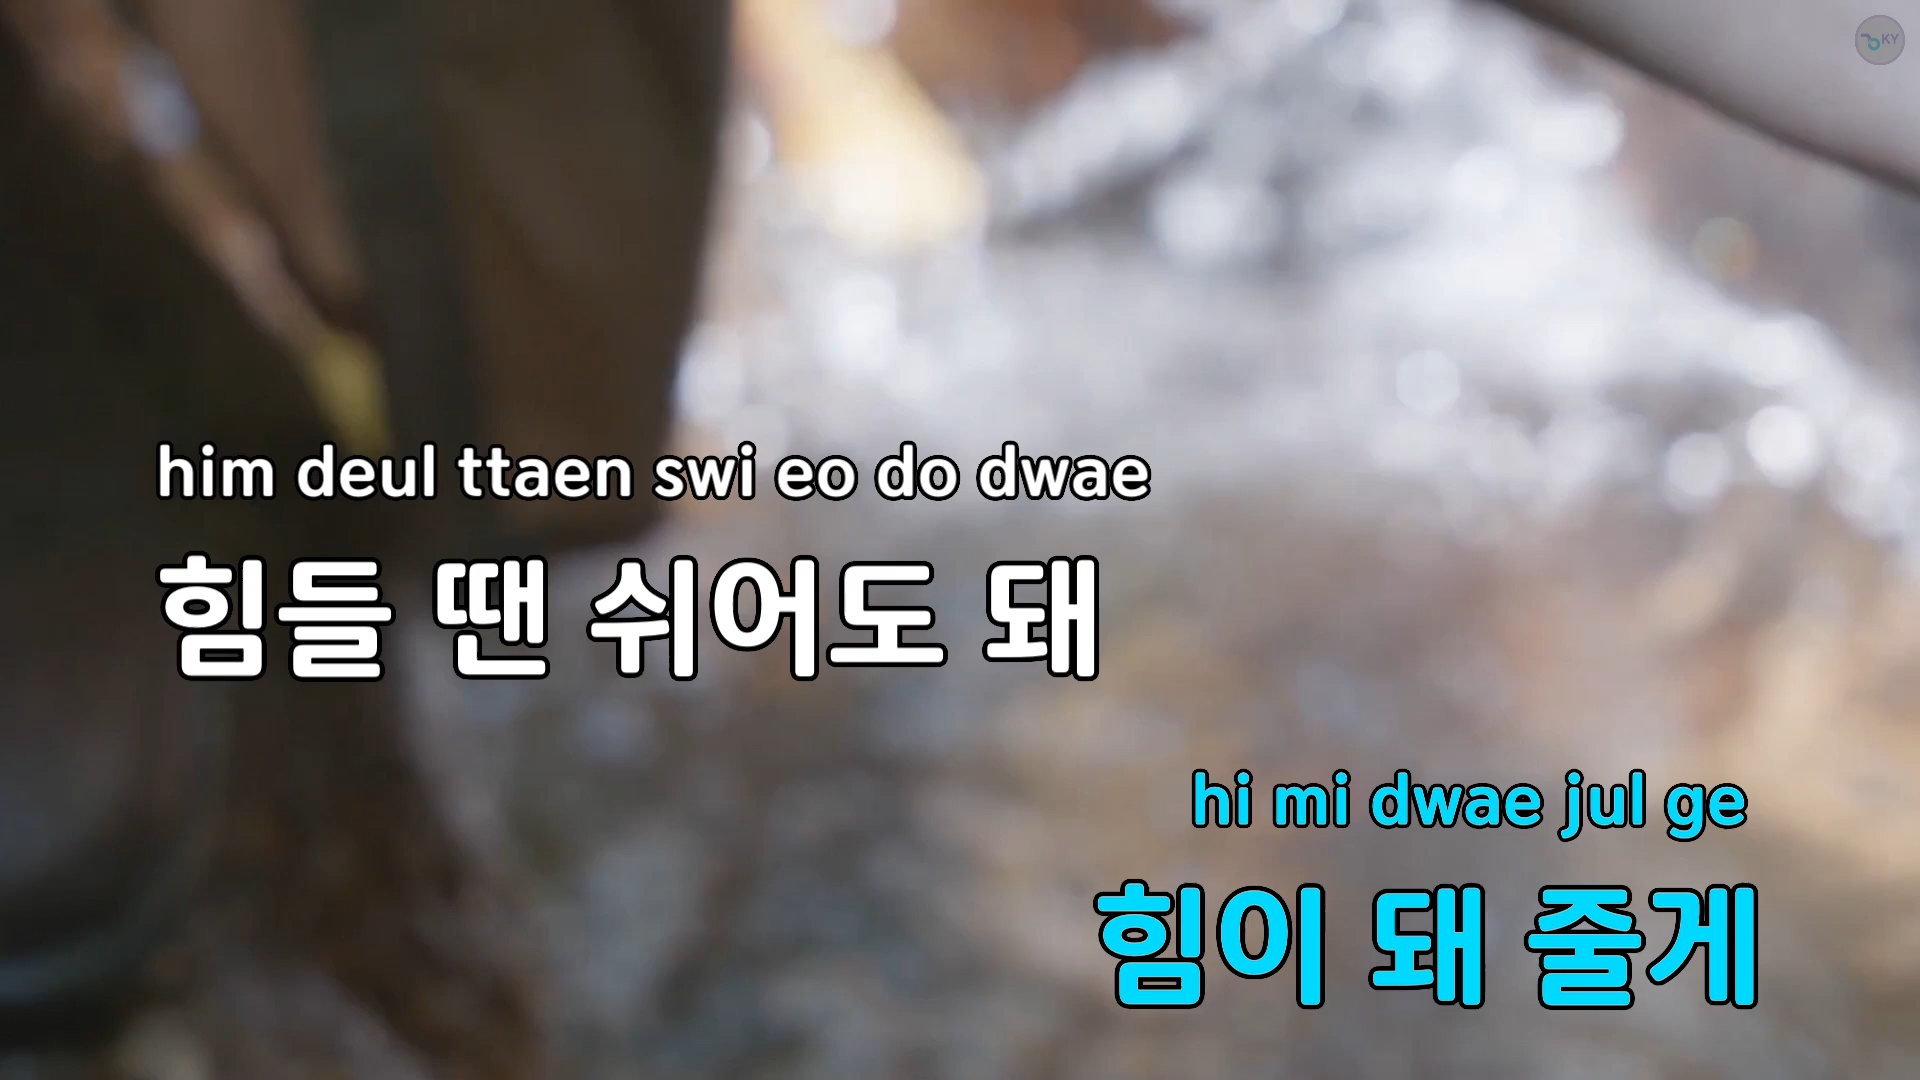 KY
him deul ttaen swi eo do dwae
힘들 땐 쉬어도 돼
hi mi dwae jul ge
힘이 돼 줄게